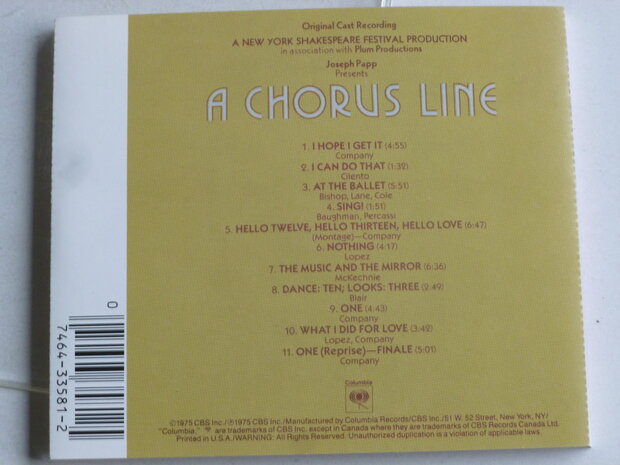 Original Cast Recording
A NEW YORK SHAKESPEARE FESTIVAL PRODUCTION
in association with Plum Productions
Joseph Papp
Presents
A CHORUS LINE
1. I HOPE I GET IT (4:55)
Company
2. I CAN DO THAT (1:32)
Cilento
3. AT THE BALLET (5:51)
Bishop, Lane, Cole
4. SING! (1:51)
Baughman, Percassi
5. HELLO TWELVE, HELLO THIRTEEN, HELLO LOVE (6:47)
(Montage)—Company
6. NOTHING (4:17)
Lopez
7. THE MUSIC AND THE MIRROR (6:36)
McKechnie
8. DANCE: TEN; LOOKS: THREE (2:49)
Blair
9. ONE (4:43)
Company
10. WHAT I DID FOR LOVE (3:42)
Lopez, Company
11. ONE (Reprise)—FINALE (5:01)
Company
Columbia
©1975 CBS Inc./℗1975 CBS Inc./Manufactured by Columbia Records/CBS Inc./51 W. 52 Street, New York, NY/
"Columbia," are trademarks of CBS Inc. except in Canada where they are trademarks of CBS Records Canada Ltd.
Printed in U.S.A./WARNING: All Rights Reserved. Unauthorized duplication is a violation of applicable laws.
0
7464-33581-2